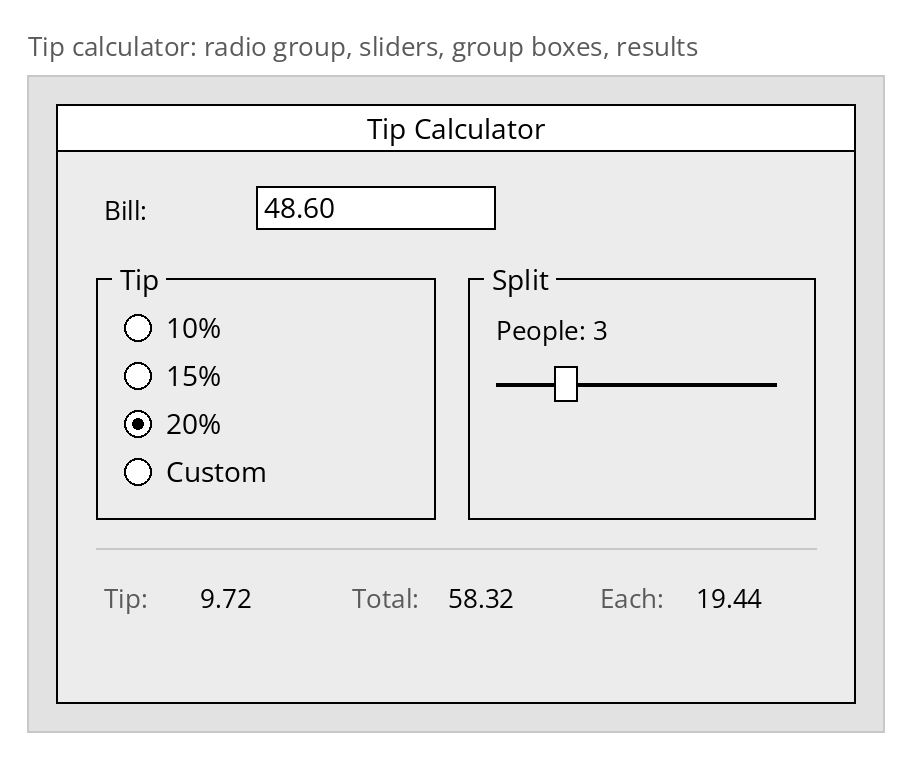 Tip calculator: radio group, sliders, group boxes, results
Tip Calculator
Bill: 48.60
Tip
10%
15%
20%
Custom
Split
People: 3
Tip: 9.72 Total: 58.32 Each: 19.44